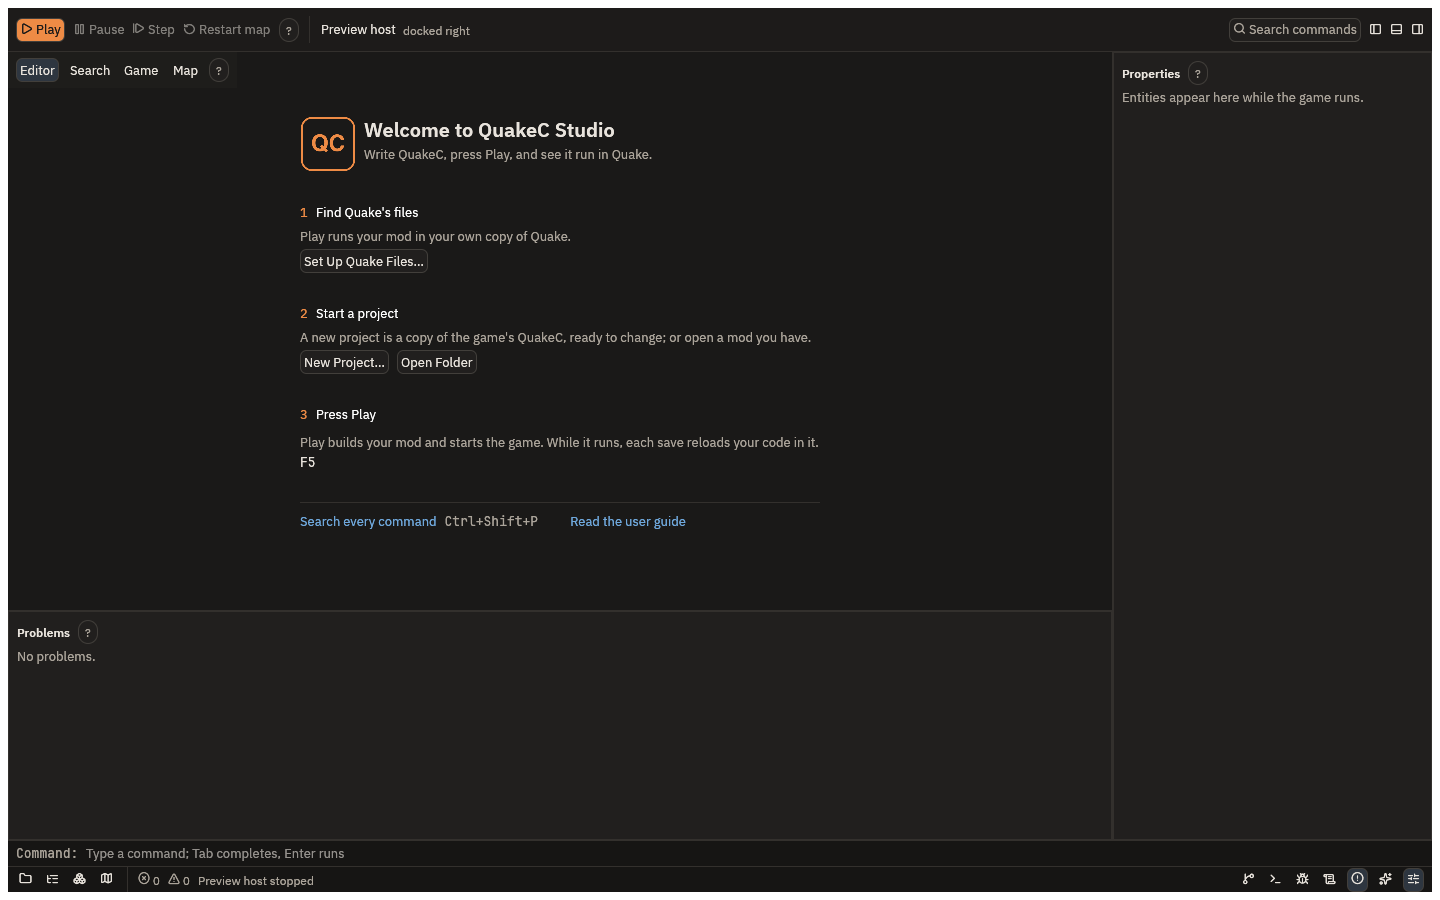 Play Pause Step Restart map ? Preview host docked right Search commands
Editor Search Game Map ?
Properties ?
Entities appear here while the game runs.
QC
Welcome to QuakeC Studio
Write QuakeC, press Play, and see it run in Quake.
1 Find Quake's files
Play runs your mod in your own copy of Quake.
Set Up Quake Files...
2 Start a project
A new project is a copy of the game's QuakeC, ready to change; or open a mod you have.
New Project... Open Folder
3 Press Play
Play builds your mod and starts the game. While it runs, each save reloads your code in it.
F5
Search every command Ctrl+Shift+P Read the user guide
Problems ?
No problems.
Command: Type a command; Tab completes, Enter runs
0 0 Preview host stopped